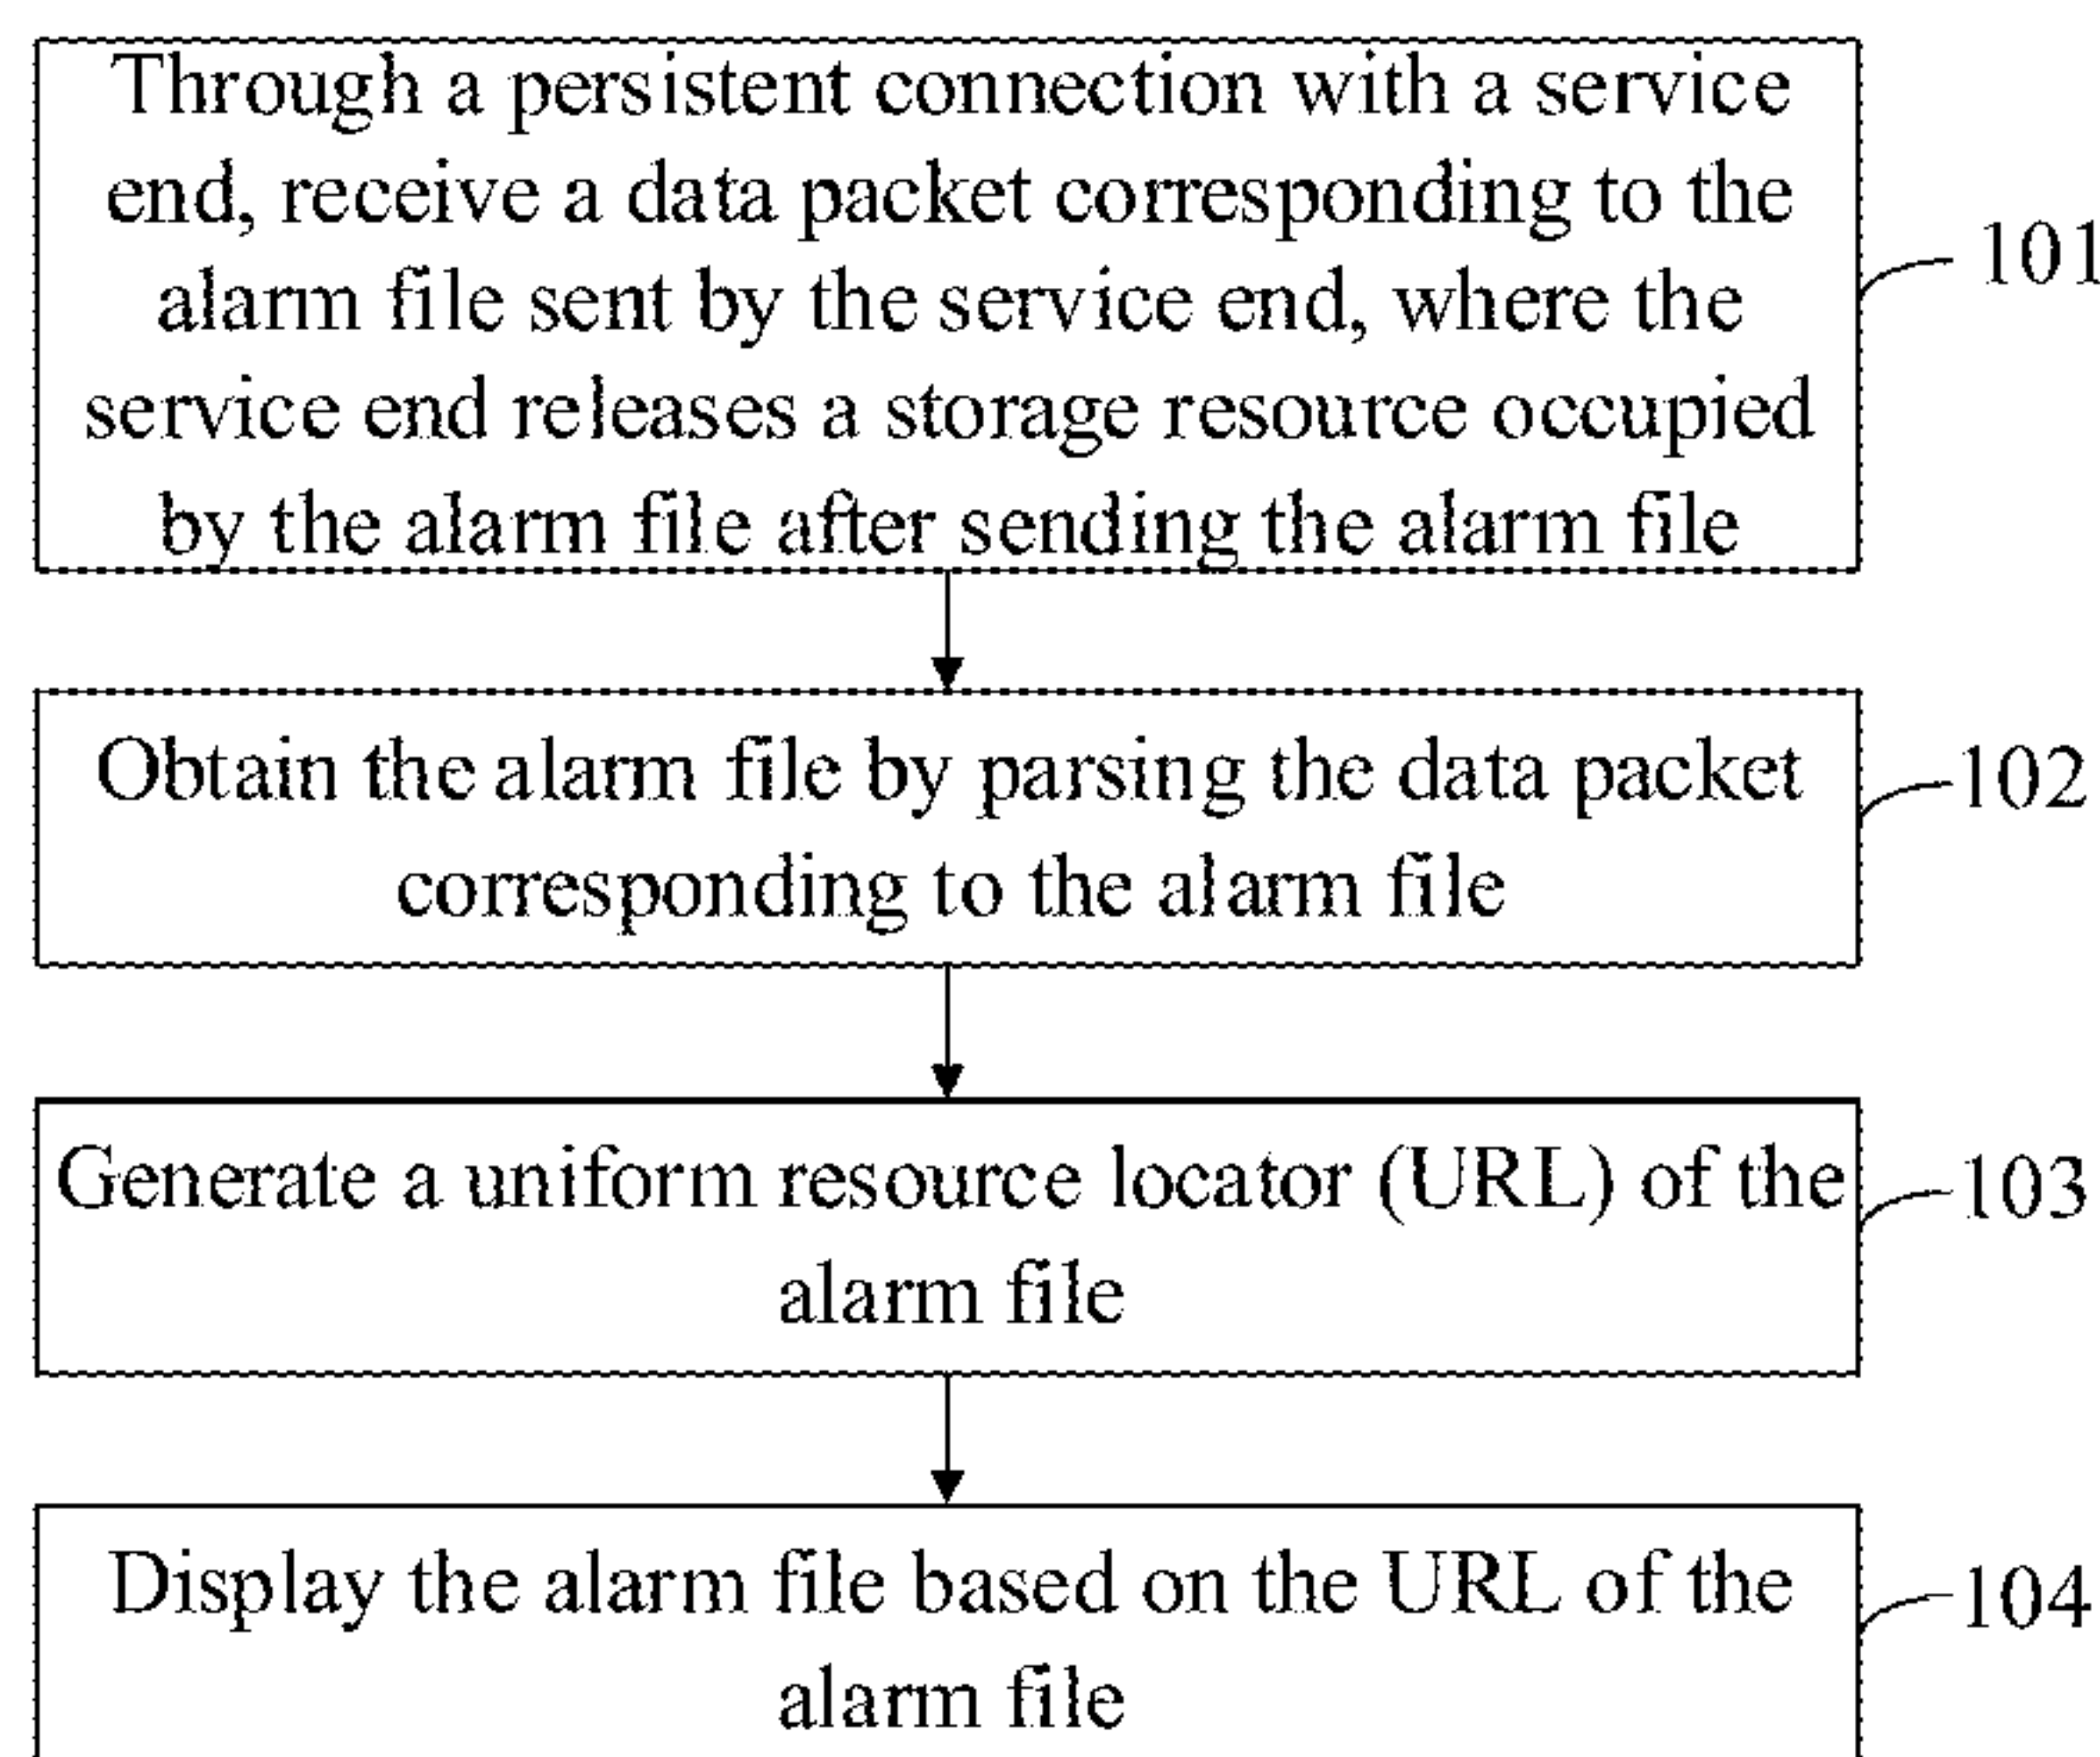 Through a persistent connection with a service
end, receive a data packet corresponding to the
alarm file sent by the service end, where the
service end releases a storage resource occupied
by the alarm file after sending the alarm file
101
Obtain the alarm file by parsing the data packet
corresponding to the alarm file
102
Generate a uniform resource locator (URL) of the
alarm file
103
Display the alarm file based on the URL of the
alarm file
104